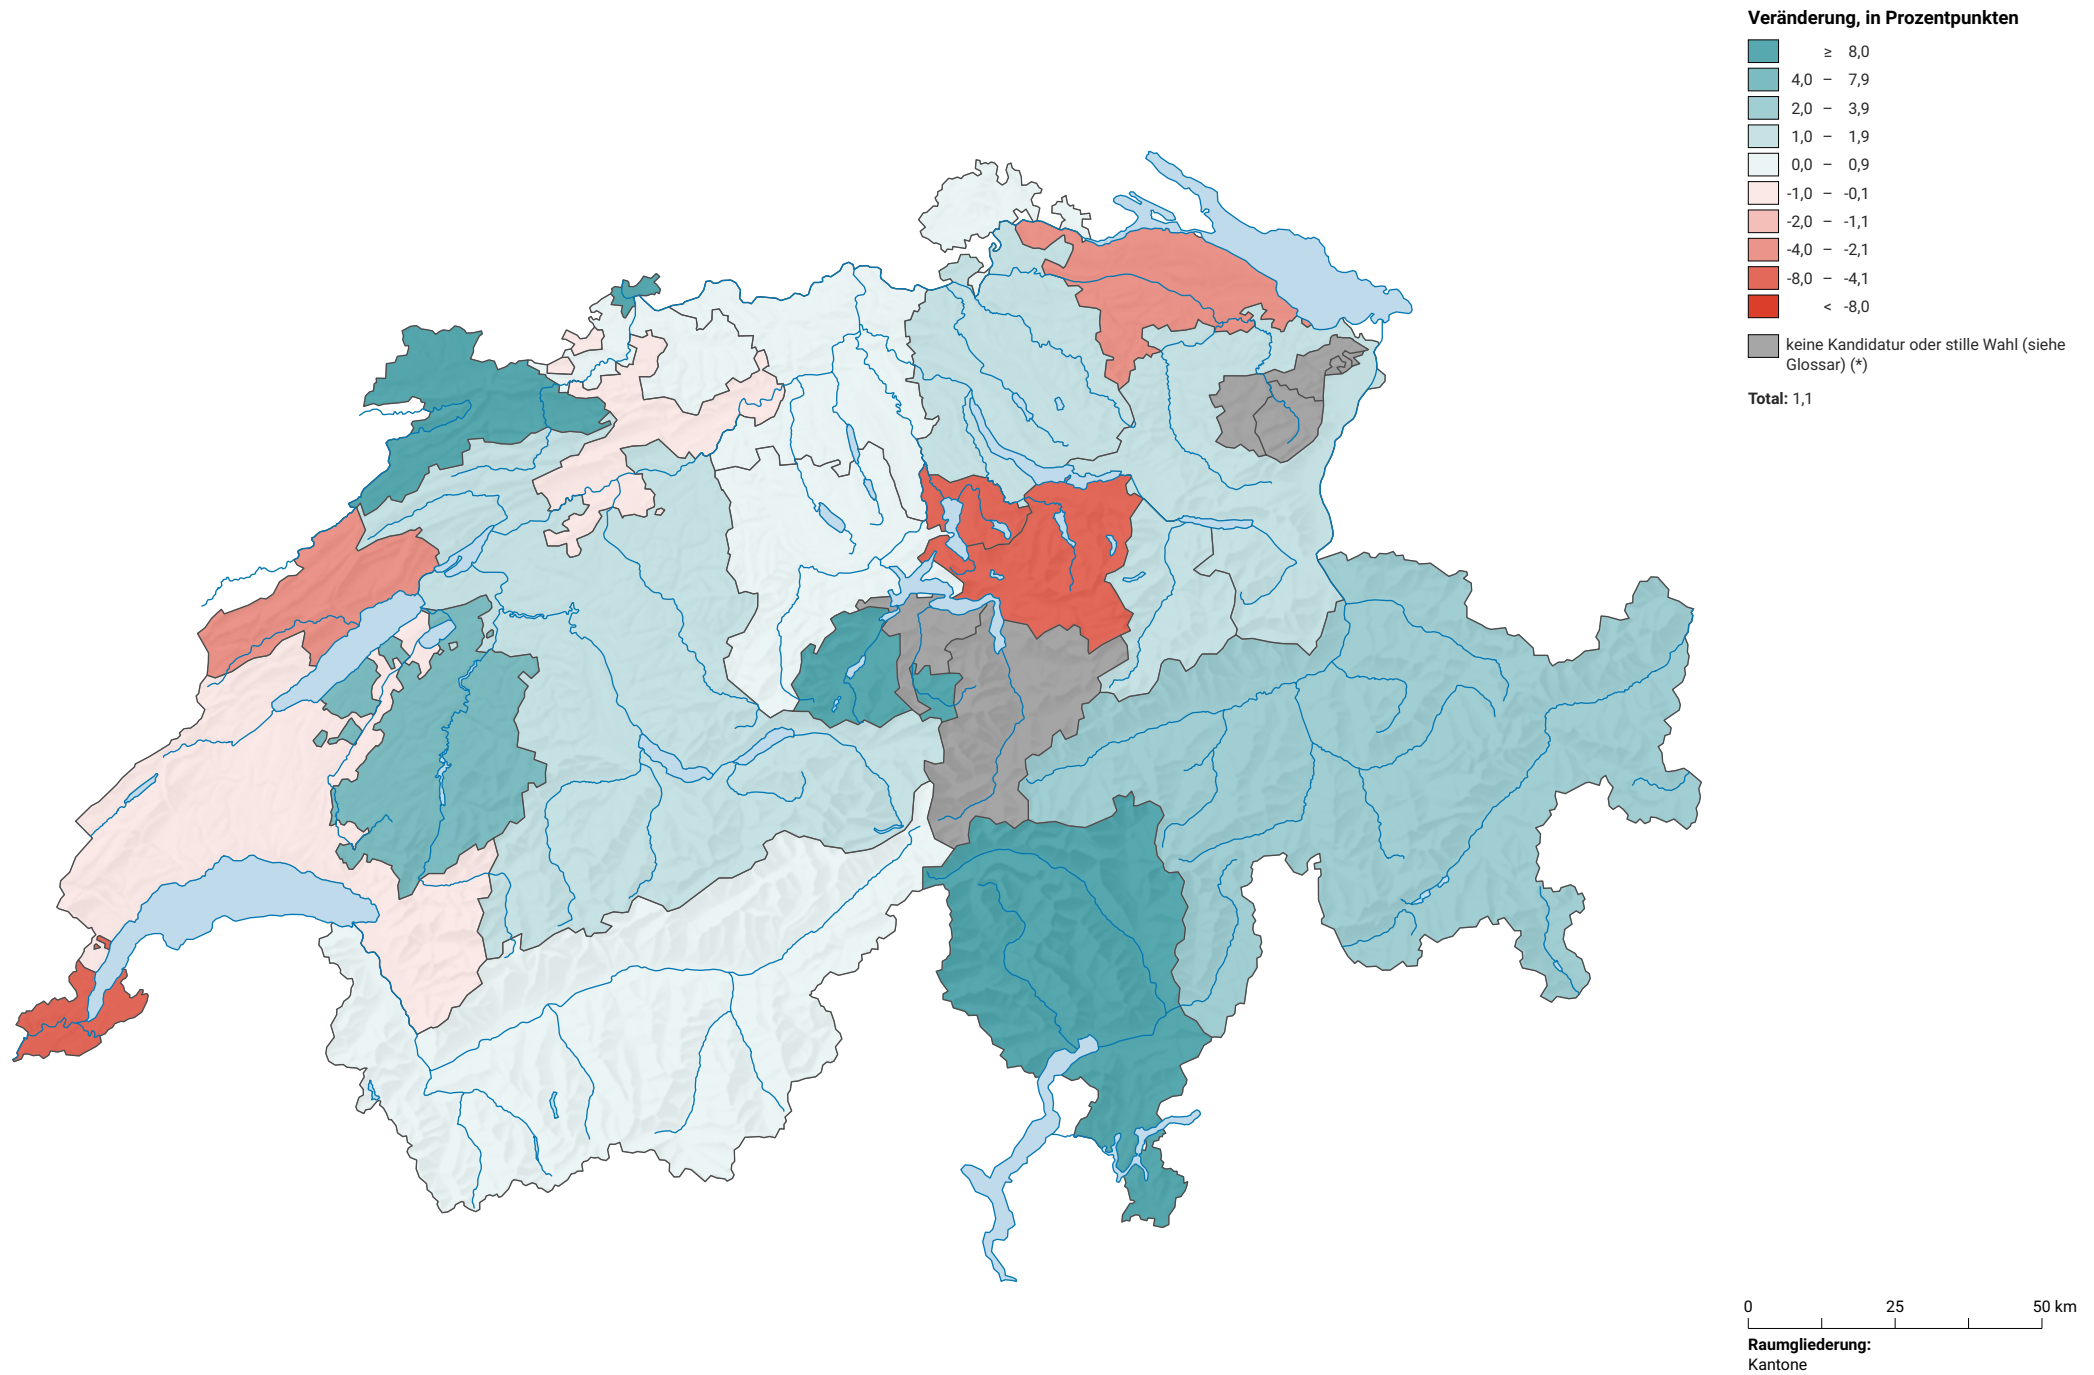 Veränderung, in Prozentpunkten
≥ 8,0
4,0 – 7,9
2,0 – 3,9
1,0 – 1,9
0,0 – 0,9
-1,0 – -0,1
-2,0 – -1,1
-4,0 – -2,1
-8,0 – -4,1
< -8,0
keine Kandidatur oder stille Wahl (siehe
Glossar) (*)
Total: 1,1
0 25 50 km
Raumgliederung:
Kantone